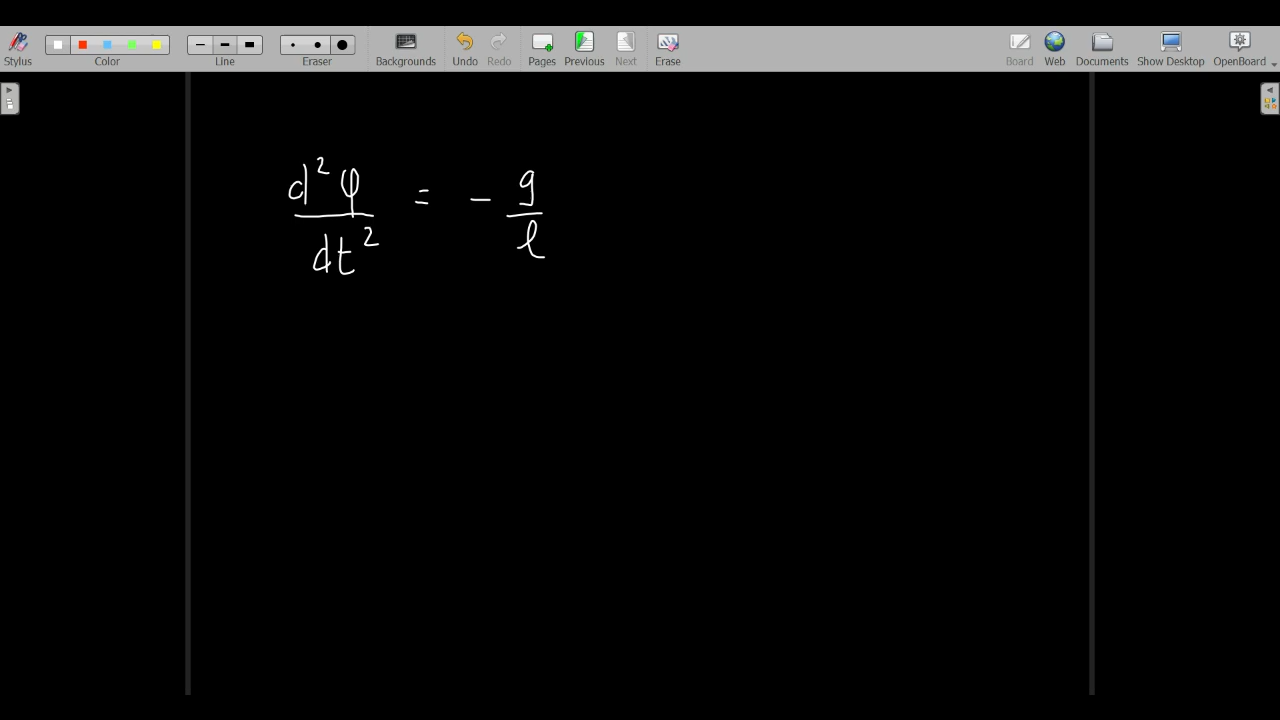 Stylus Color Line Eraser Backgrounds Undo Redo Pages Previous Next Erase Board Web Documents Show Desktop OpenBoard
d²φ/dt² = - g/l